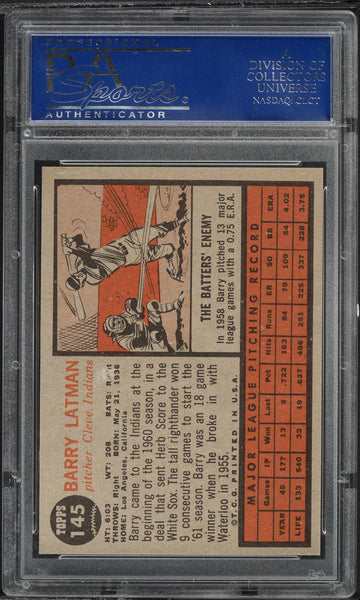 PROFESSIONAL
PSA
Sports
AUTHENTICATOR
A
DIVISION OF
COLLECTORS
UNIVERSE
NASDAQ: CLCT
TOPPS
145
BARRY LATMAN
pitcher Cleve. Indians
HT: 6:03 WT: 208 BATS: Right
THROWS: Right BORN: May 21, 1936
HOME: Los Angeles, California
Barry came to the Indians at the
beginning of the 1960 season, in a
deal that sent Herb Score to the
White Sox. The tall righthander won
9 consecutive games to start the
'61 season. Barry was an 18 game
winner when he broke in with
Waterloo in 1955.
© T.C.G. PRINTED IN U.S.A.
THE BATTERS' ENEMY
In 1958 Barry pitched 13 major
league games with a 0.75 E.R.A.
MAJOR LEAGUE PITCHING RECORD
Games IP Won Lost Pct Hits Runs ER SO BB ERA
YEAR 45 177 13 5 .722 163 84 79 109 54 4.02
LIFE 133 540 32 19 .627 486 251 225 337 228 3.75